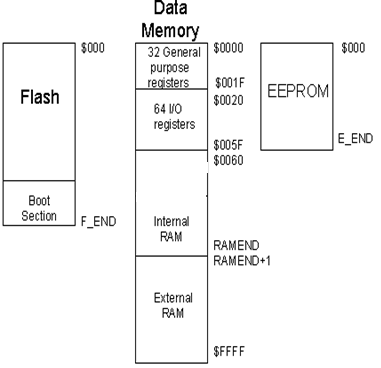 Data
Memory
$000
Flash
Boot
Section
F_END
32 General
purpose
registers
$0000
$001F
$0020
64 I/O
registers
$005F
$0060
Internal
RAM
RAMEND
RAMEND+1
External
RAM
$FFFF
$000
EEPROM
E_END